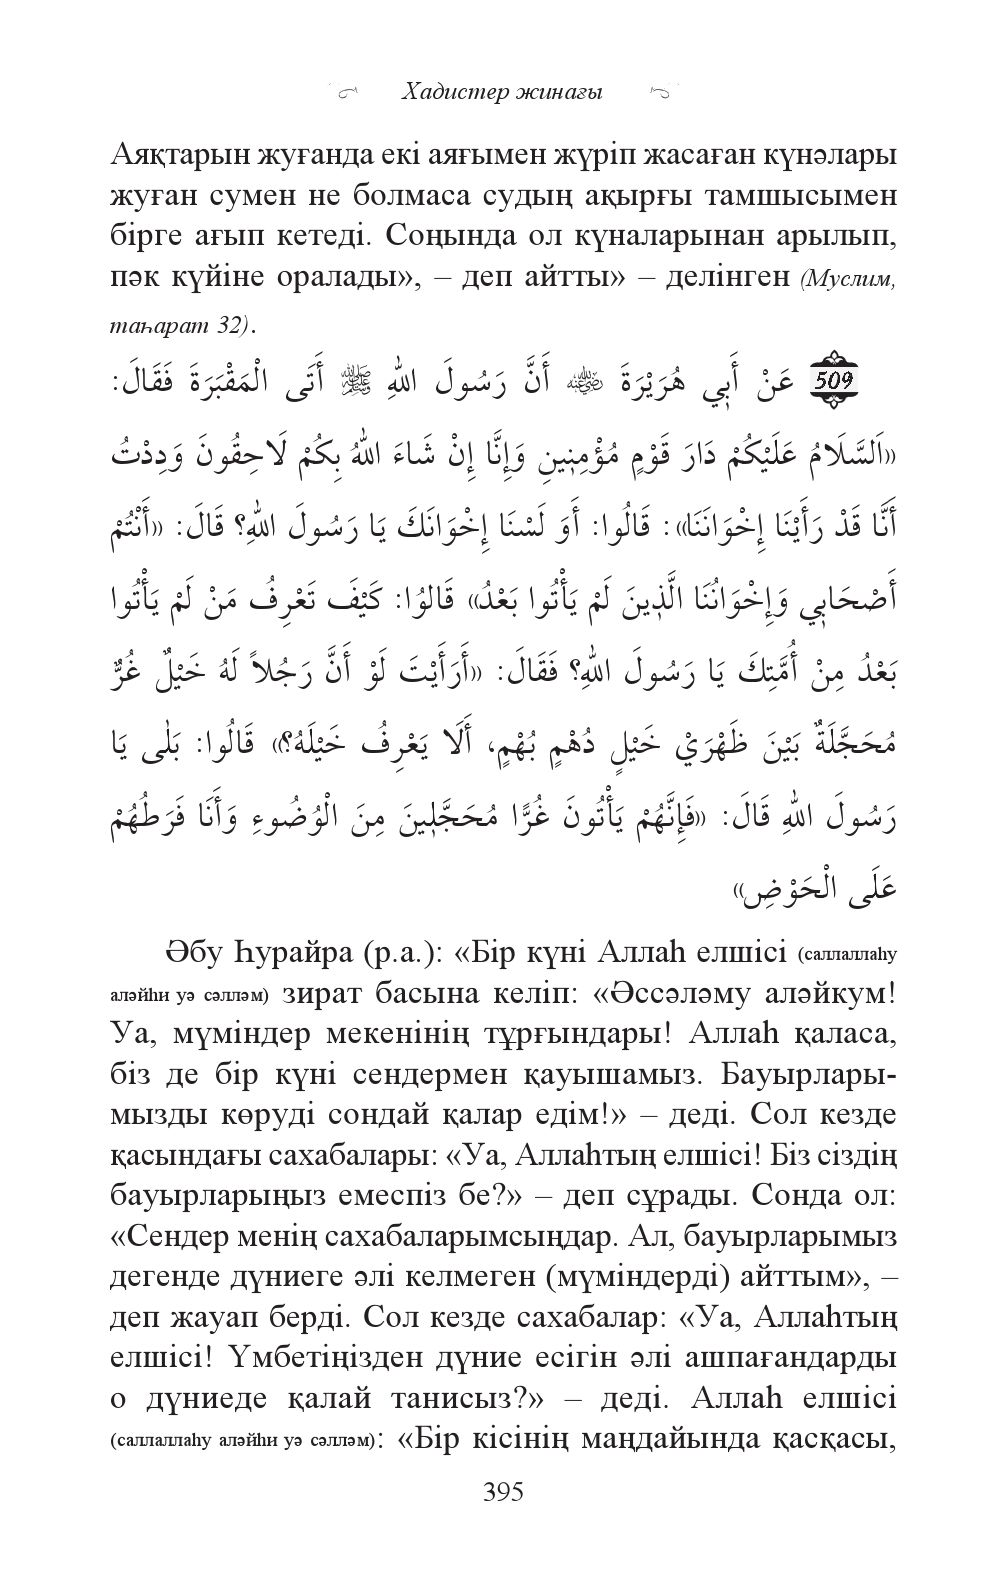 Хадистер жинағы
Аяқтарын жуғанда екі аяғымен жүріп жасаған күнәлары
жуған сумен не болмаса судың ақырғы тамшысымен
бірге ағып кетеді. Соңында ол күналарынан арылып,
пәк күйіне оралады», – деп айтты» – делінген (Муслим,
таһарат 32).
509 عَنْ أَبِي هُرَيْرَةَ ﷛ أَنَّ رَسُولَ اللهِ ﷺ أَتَى الْمَقْبَرَةَ فَقَالَ:
«اَلسَّلَامُ عَلَيْكُمْ دَارَ قَوْمٍ مُؤْمِنِينِ وَإِنَّا إِنْ شَاءَ اللهُ بِكُمْ لَاحِقُونَ وَدِدْتُ
أَنَّا قَدْ رَأَيْنَا إِخْوَانَنَا»: قَالُوا: أَوَ لَسْنَا إِخْوَانَكَ يَا رَسُولَ اللهِ؟ قَالَ: «أَنْتُمْ
أَصْحَابِي وَإِخْوَانُنَا الَّذِينَ لَمْ يَأْتُوا بَعْدُ» قَالوُا: كَيْفَ تَعْرِفُ مَنْ لَمْ يَأْتُوا
بَعْدُ مِنْ أُمَّتِكَ يَا رَسُولَ اللهِ؟ فَقَالَ: «أَرَأَيْتَ لَوْ أَنَّ رَجُلاً لَهُ خَيْلٌ غُرٌّ
مُحَجَّلَةٌ بَيْنَ ظَهْرَيْ خَيْلٍ دُهْمٍ بُهْمٍ، أَلَا يَعْرِفُ خَيْلَهُ؟» قَالُوا: بَلٰى يَا
رَسُولَ اللهِ قَالَ: «فَإِنَّهُمْ يَأْتُونَ غُرًّا مُحَجَّلِينَ مِنَ الْوُضُوءِ وَأَنَا فَرَطُهُمْ
عَلَى الْحَوْضِ»
Әбу Һурайра (р.а.): «Бір күні Аллаһ елшісі (саллаллаһу
аләйһи уә сәлләм) зират басына келіп: «Әссәләму аләйкум!
Уа, мүміндер мекенінің тұрғындары! Аллаһ қаласа,
біз де бір күні сендермен қауышамыз. Бауырлары-
мызды көруді сондай қалар едім!» – деді. Сол кезде
қасындағы сахабалары: «Уа, Аллаһтың елшісі! Біз сіздің
бауырларыңыз емеспіз бе?» – деп сұрады. Сонда ол:
«Сендер менің сахабаларымсыңдар. Ал, бауырларымыз
дегенде дүниеге әлі келмеген (мүміндерді) айттым», –
деп жауап берді. Сол кезде сахабалар: «Уа, Аллаһтың
елшісі! Үмбетіңізден дүние есігін әлі ашпағандарды
о дүниеде қалай танисыз?» – деді. Аллаһ елшісі
(саллаллаһу аләйһи уә сәлләм): «Бір кісінің маңдайында қасқасы,
395